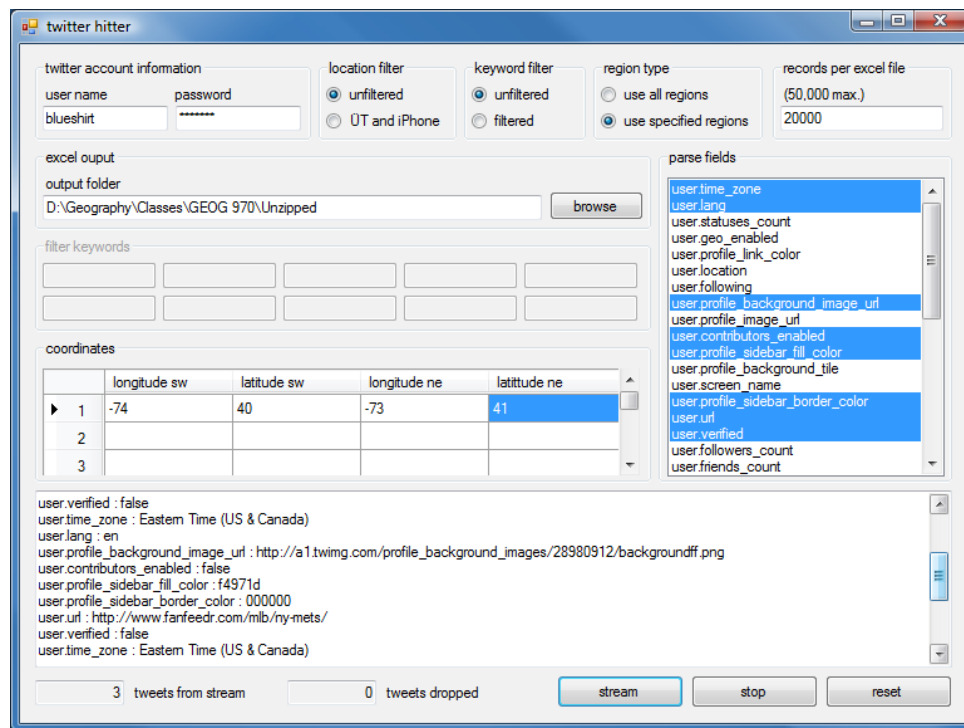 twitter hitter
twitter account information
user name
password
blueshirt
*******
location filter
unfiltered
ÜT and iPhone
keyword filter
unfiltered
filtered
region type
use all regions
use specified regions
records per excel file
(50,000 max.)
20000
excel ouput
output folder
D:\Geography\Classes\GEOG 970\Unzipped
browse
filter keywords
parse fields
user.time_zone
user.lang
user.statuses_count
user.geo_enabled
user.profile_link_color
user.location
user.following
user.profile_background_image_url
user.profile_image_url
user.contributors_enabled
user.profile_sidebar_fill_color
user.profile_background_tile
user.screen_name
user.profile_sidebar_border_color
user.url
user.verified
user.followers_count
user.friends_count
coordinates
longitude sw latitude sw longitude ne latittude ne
1 -74 40 -73 41
2
3
user.verified : false
user.time_zone : Eastern Time (US & Canada)
user.lang : en
user.profile_background_image_url : http://a1.twimg.com/profile_background_images/28980912/backgroundff.png
user.contributors_enabled : false
user.profile_sidebar_fill_color : f4971d
user.profile_sidebar_border_color : 000000
user.url : http://www.fanfeedr.com/mlb/ny-mets/
user.verified : false
user.time_zone : Eastern Time (US & Canada)
3 tweets from stream
0 tweets dropped
stream
stop
reset